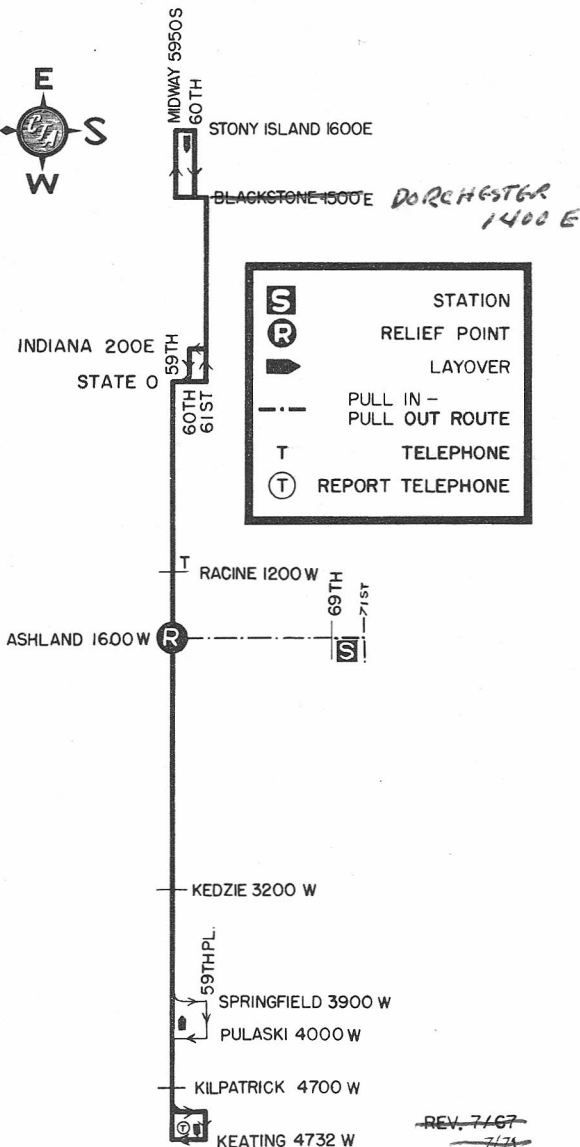 MIDWAY 5950S
60TH
E
CTA
S
W
STONY ISLAND 1600E
BLACKSTONE 1500E
DORCHESTER
1400 E
S STATION
R RELIEF POINT
LAYOVER
PULL IN -
PULL OUT ROUTE
T TELEPHONE
T REPORT TELEPHONE
INDIANA 200E
59TH
STATE 0
60TH
61ST
T
RACINE 1200 W
69TH
71ST
ASHLAND 1600 W
R
S
KEDZIE 3200 W
59TH PL.
SPRINGFIELD 3900 W
PULASKI 4000 W
KILPATRICK 4700 W
T
KEATING 4732 W
REV. 7/67